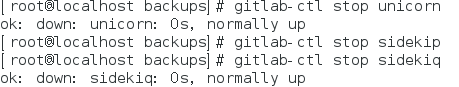 [root@localhost backups]# gitlab-ctl stop unicorn
ok: down: unicorn: 0s, normally up
[root@localhost backups]# gitlab-ctl stop sidekip
[root@localhost backups]# gitlab-ctl stop sidekiq
ok: down: sidekiq: 0s, normally up